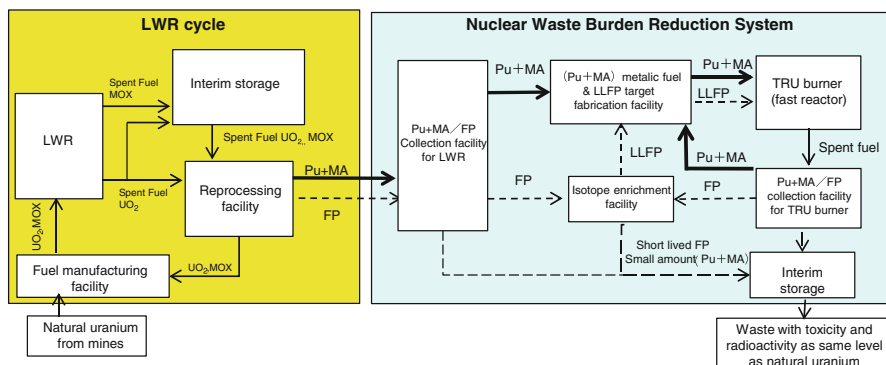 LWR cycle
Nuclear Waste Burden Reduction System
Spent Fuel
MOX
Interim storage
LWR
Spent Fuel UO2, MOX
Spent Fuel
UO2
Reprocessing
facility
UO2,MOX
UO2,MOX
Fuel manufacturing
facility
Natural uranium
from mines
Pu+MA
FP
Pu+MA／FP
Collection facility
for LWR
Pu＋MA
(Pu+MA) metalic fuel
& LLFP target
fabrication facility
Pu＋MA
LLFP
TRU burner
(fast reactor)
Spent fuel
LLFP
Pu＋MA
FP
Isotope enrichment
facility
FP
Pu+MA／FP
collection facility
for TRU burner
Short lived FP
Small amount(Pu+MA)
Interim
storage
Waste with toxicity and
radioactivity as same level
as natural uranium